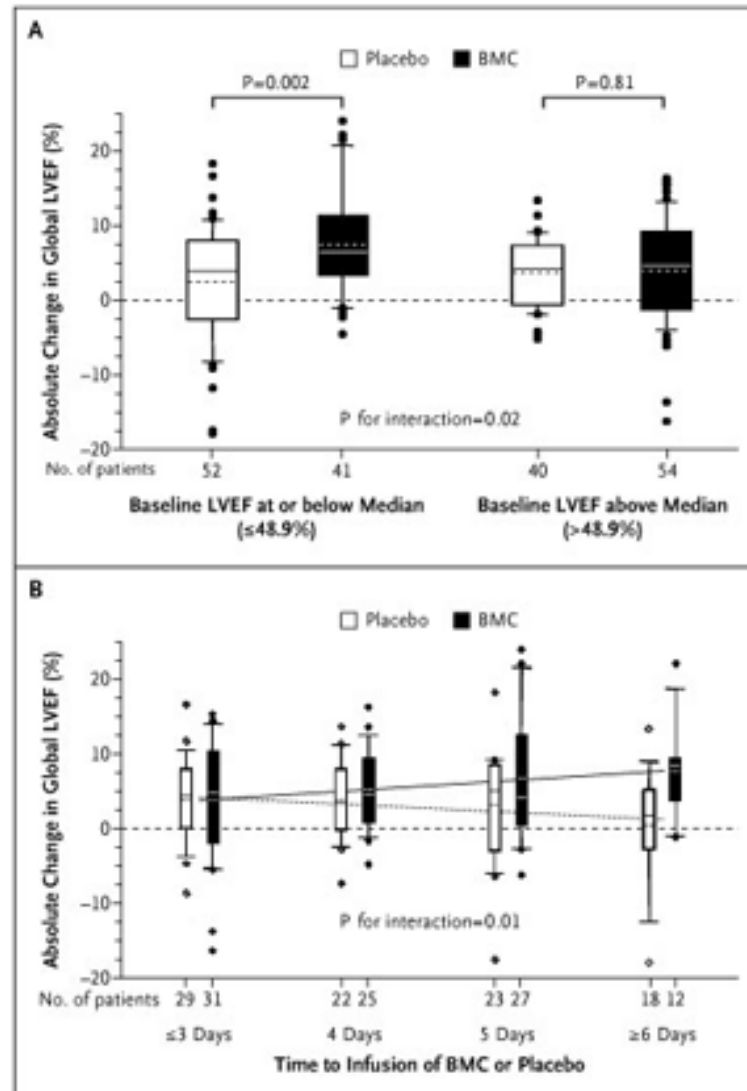 A
Placebo BMC
P=0.002 P=0.81
Absolute Change in Global LVEF (%)
20
10
0
−10
−20
P for interaction=0.02
No. of patients 52 41 40 54
Baseline LVEF at or below Median Baseline LVEF above Median
(≤48.9%) (>48.9%)
B
Placebo BMC
Absolute Change in Global LVEF (%)
20
10
0
−10
−20
P for interaction=0.01
No. of patients 29 31 22 25 23 27 18 12
≤3 Days 4 Days 5 Days ≥6 Days
Time to Infusion of BMC or Placebo